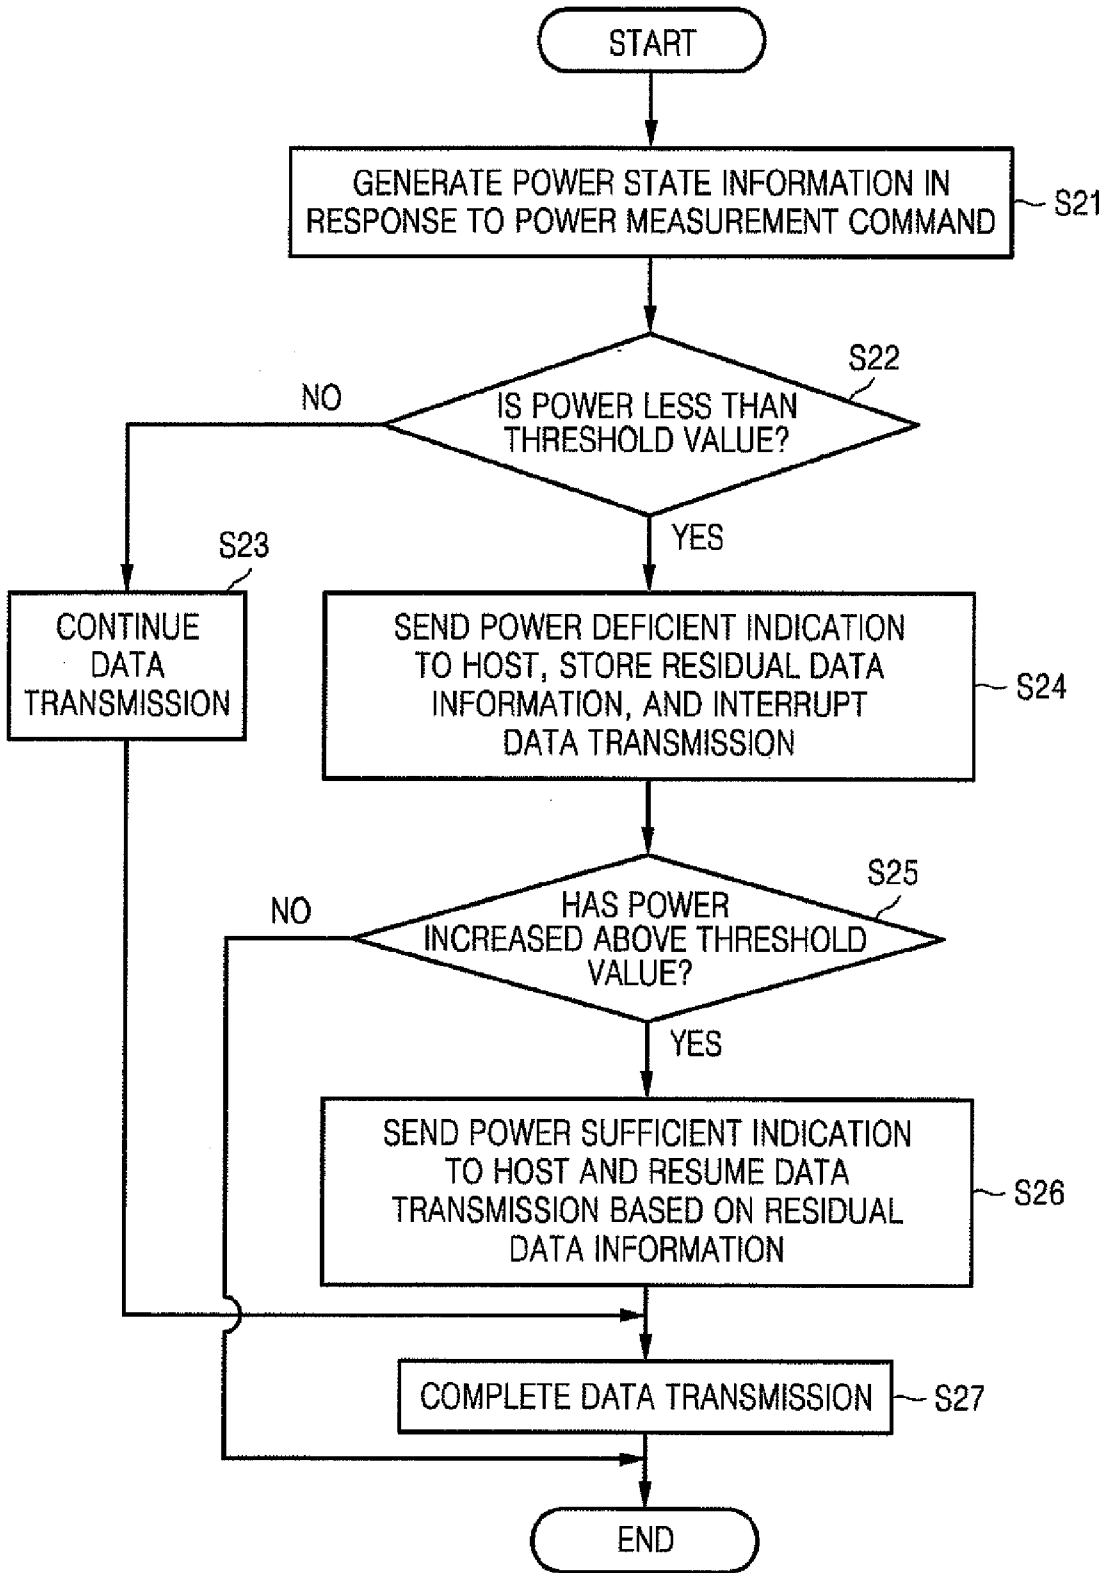 START
GENERATE POWER STATE INFORMATION IN
RESPONSE TO POWER MEASUREMENT COMMAND
S21
S22
NO
IS POWER LESS THAN
THRESHOLD VALUE?
YES
S23
CONTINUE
DATA
TRANSMISSION
SEND POWER DEFICIENT INDICATION
TO HOST, STORE RESIDUAL DATA
INFORMATION, AND INTERRUPT
DATA TRANSMISSION
S24
S25
NO
HAS POWER
INCREASED ABOVE THRESHOLD
VALUE?
YES
SEND POWER SUFFICIENT INDICATION
TO HOST AND RESUME DATA
TRANSMISSION BASED ON RESIDUAL
DATA INFORMATION
S26
COMPLETE DATA TRANSMISSION
S27
END